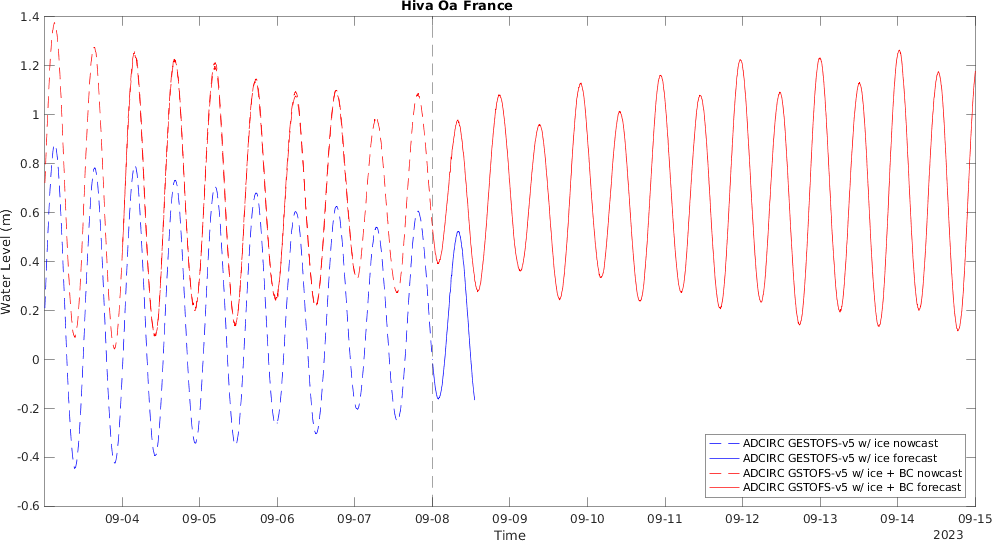 Hiva Oa France
Water Level (m)
1.4
1.2
1
0.8
0.6
0.4
0.2
0
-0.2
-0.4
-0.6
ADCIRC GESTOFS-v5 w/ ice nowcast
ADCIRC GESTOFS-v5 w/ ice forecast
ADCIRC GSTOFS-v5 w/ ice + BC nowcast
ADCIRC GSTOFS-v5 w/ ice + BC forecast
09-04 09-05 09-06 09-07 09-08 09-09 09-10 09-11 09-12 09-13 09-14 09-15
Time
2023